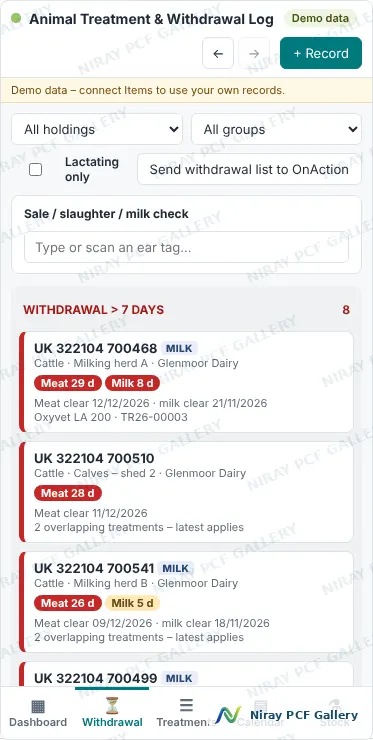 Animal Treatment & Withdrawal Log
Demo data
← → + Record
Demo data – connect Items to use your own records.
All holdings All groups
Lactating only
Send withdrawal list to OnAction
Sale / slaughter / milk check
Type or scan an ear tag...
WITHDRAWAL > 7 DAYS 8
UK 322104 700468 MILK
Cattle · Milking herd A · Glenmoor Dairy
Meat 29 d Milk 8 d
Meat clear 12/12/2026 · milk clear 21/11/2026
Oxyvet LA 200 · TR26-00003
UK 322104 700510
Cattle · Calves – shed 2 · Glenmoor Dairy
Meat 28 d
Meat clear 11/12/2026
2 overlapping treatments – latest applies
UK 322104 700541 MILK
Cattle · Milking herd B · Glenmoor Dairy
Meat 26 d Milk 5 d
Meat clear 09/12/2026 · milk clear 18/11/2026
2 overlapping treatments – latest applies
UK 322104 700499 MILK
Dashboard Withdrawal Treatmen Calendar Stock
Niray PCF Gallery
NIRAY PCF GALLERY